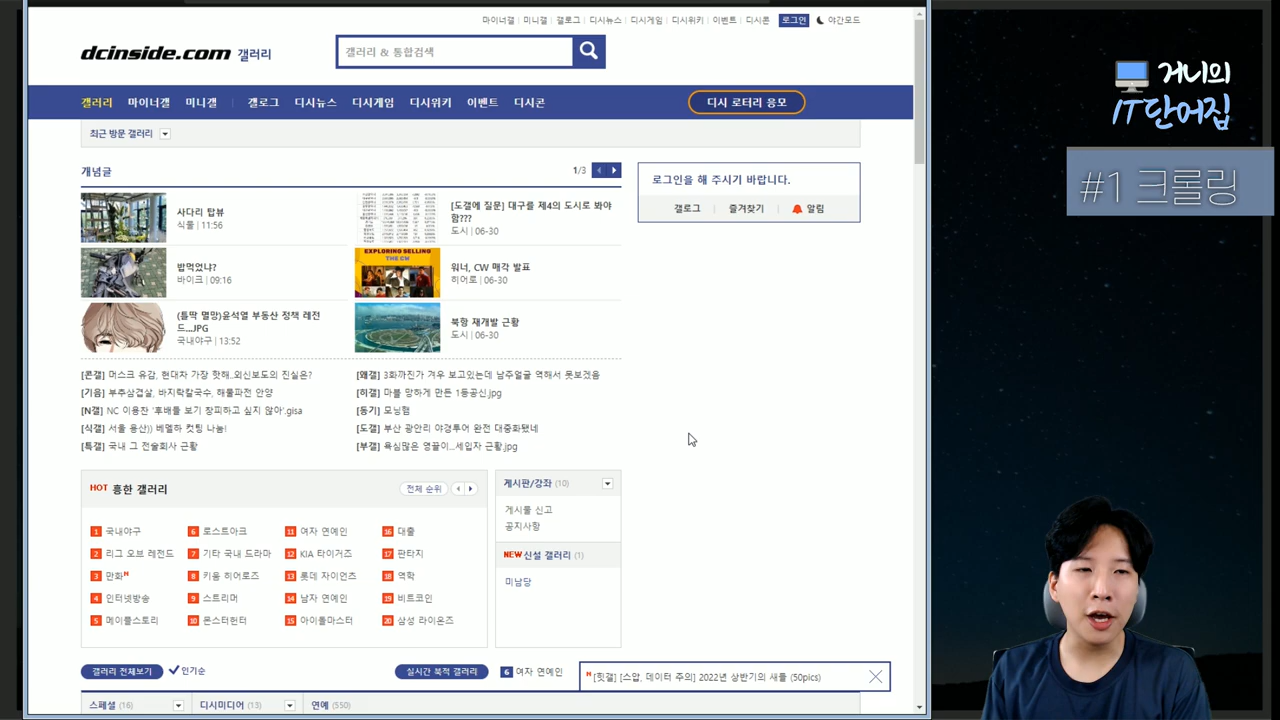 마이너갤 | 미니갤 | 갤로그 | 디시뉴스 | 디시게임 | 디시위키 | 이벤트 | 디시콘 로그인 야간모드
dcinside.com 갤러리
갤러리 & 통합검색
갤러리 마이너갤 미니갤 | 갤로그 디시뉴스 디시게임 디시위키 이벤트 디시콘
디시 로터리 응모
최근 방문 갤러리
개념글
1/3
사다리 탑뷰
식물 | 11:56
[도갤에 질문] 대구를 제4의 도시로 봐야
함???
도시 | 06-30
밥먹었냐?
바이크 | 09:16
EXPLORING SELLING
THE CW
워너, CW 매각 발표
히어로 | 06-30
(틀딱 멸망)윤석열 부동산 정책 레전
드...JPG
국내야구 | 13:52
북항 재개발 근황
도시 | 06-30
[콘갤] 머스크 유감, 현대차 가장 핫해..외신보도의 진실은?
[기음] 부추삼겹살, 바지락칼국수, 해물파전 안양
[N갤] NC 이용찬 '후배들 보기 창피하고 싶지 않아'.gisa
[식갤] 서울 용산)) 베멜하 컷팅 나눔!
[특갤] 국내 그 전술회사 근황
[왜갤] 3화까진가 겨우 보고있는데 남주얼굴 역해서 못보겠음
[히갤] 마블 망하게 만든 1등공신.jpg
[동기] 모닝햄
[도갤] 부산 광안리 야경투어 완전 대중화됐네
[부갤] 욕심많은 영끌이...세입자 근황.jpg
로그인을 해 주시기 바랍니다.
갤로그 | 즐겨찾기 | 알림
HOT 흥한 갤러리
전체 순위
1 국내야구
2 리그 오브 레전드
3 만화N
4 인터넷방송
5 메이플스토리
6 로스트아크
7 기타 국내 드라마
8 키움 히어로즈
9 스트리머
10 몬스터헌터
11 여자 연예인
12 KIA 타이거즈
13 롯데 자이언츠
14 남자 연예인
15 아이돌마스터
16 대출
17 판타지
18 역학
19 비트코인
20 삼성 라이온즈
게시판/강좌 (10)
게시물 신고
공지사항
NEW 신설 갤러리 (1)
미남당
갤러리 전체보기 인기순
실시간 북적 갤러리 6 여자 연예인
N [힛갤] [스압, 데이터 주의] 2022년 상반기의 새들 (50pics)
스페셜 (16) 디시미디어 (15) 연예 (550)
거니의
IT단어집
#1 크롤링